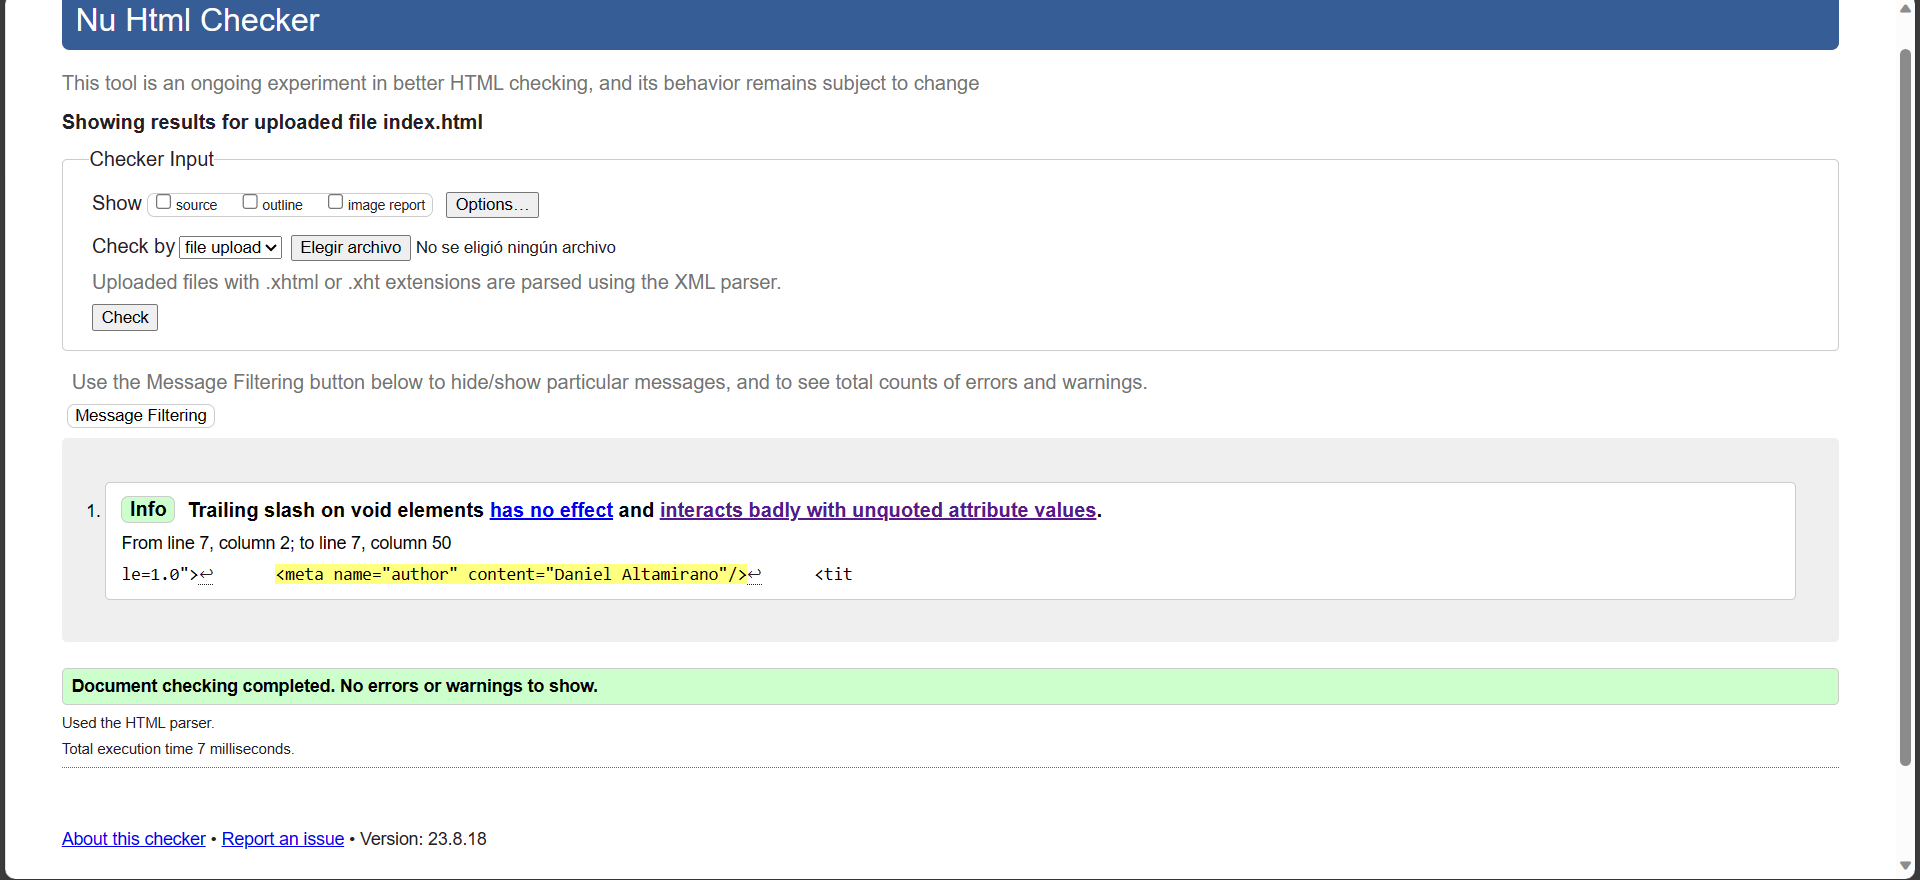 Nu Html Checker
This tool is an ongoing experiment in better HTML checking, and its behavior remains subject to change
Showing results for uploaded file index.html
Checker Input
Show source outline image report Options…
Check by file upload Elegir archivo No se eligió ningún archivo
Uploaded files with .xhtml or .xht extensions are parsed using the XML parser.
Check
Use the Message Filtering button below to hide/show particular messages, and to see total counts of errors and warnings.
Message Filtering
1. Info Trailing slash on void elements has no effect and interacts badly with unquoted attribute values.
From line 7, column 2; to line 7, column 50
le=1.0">↩ <meta name="author" content="Daniel Altamirano"/>↩ <tit
Document checking completed. No errors or warnings to show.
Used the HTML parser.
Total execution time 7 milliseconds.
About this checker • Report an issue • Version: 23.8.18